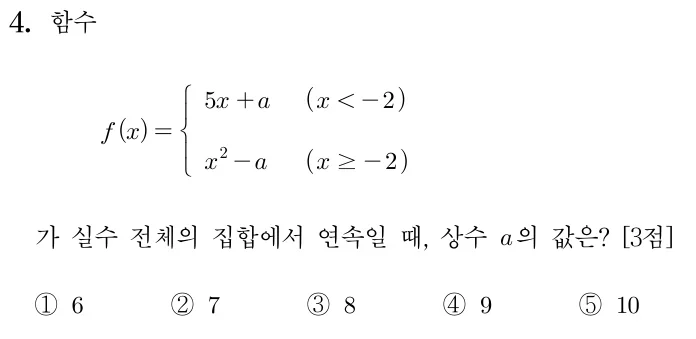 4. 함수
f(x) = { 5x + a (x < -2)
x² - a (x ≥ -2)
가 실수 전체의 집합에서 연속일 때, 상수 a의 값은? [3점]
① 6 ② 7 ③ 8 ④ 9 ⑤ 10